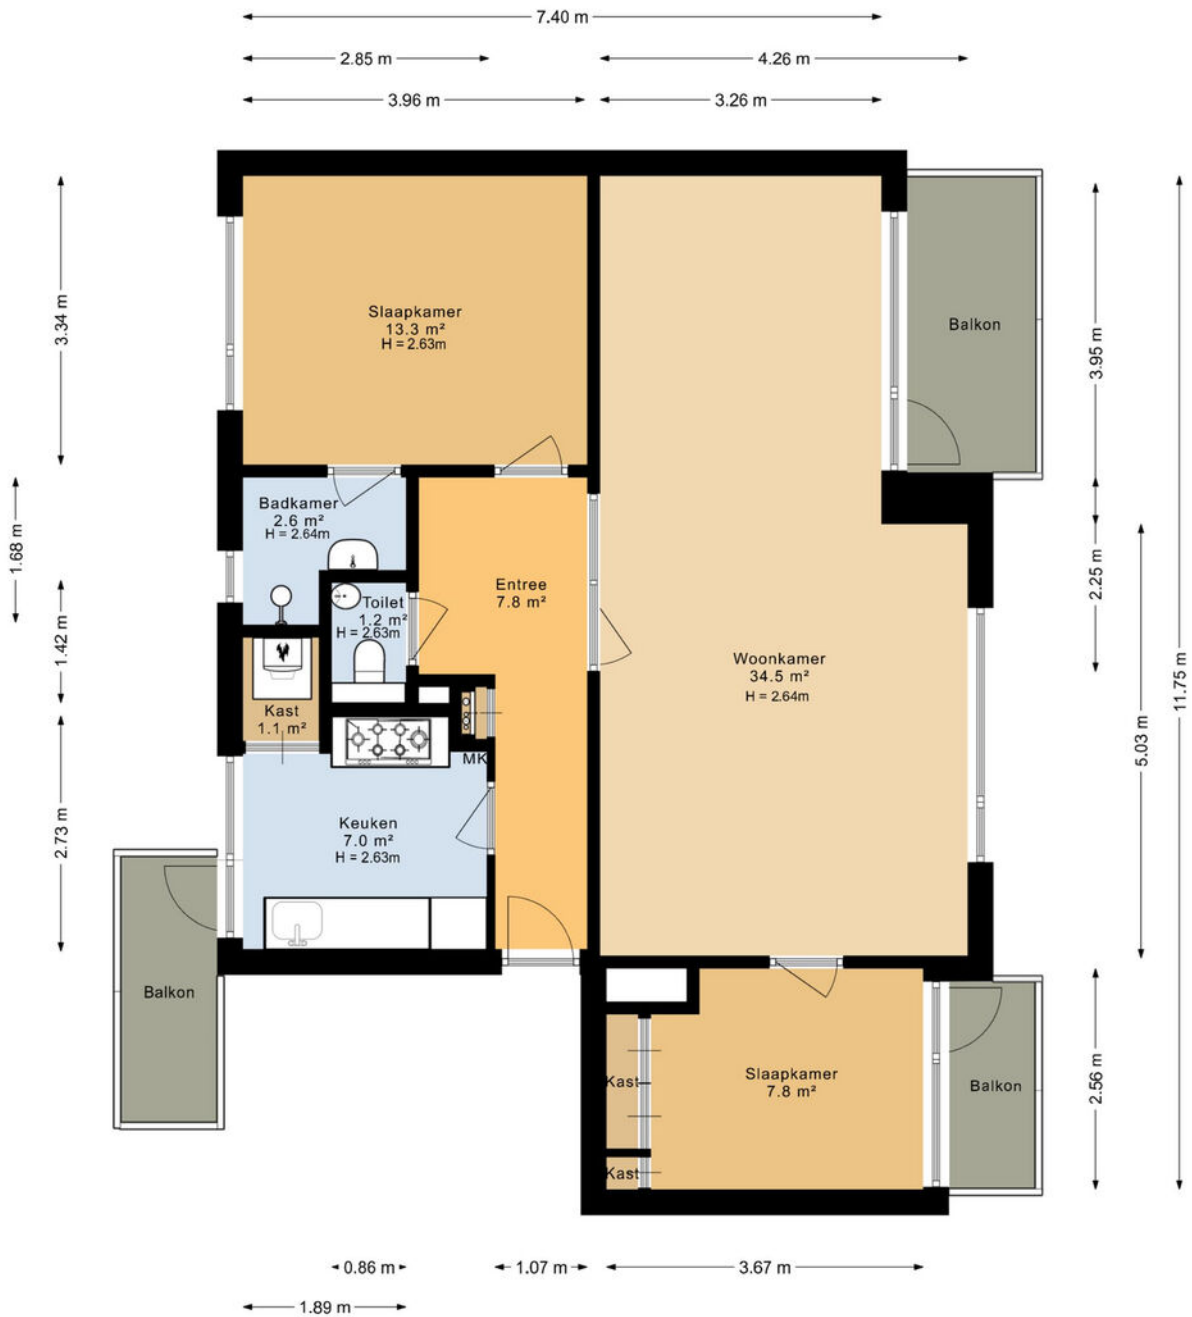 7.40 m
2.85 m
4.26 m
3.96 m
3.26 m
3.34 m
Slaapkamer
13.3 m²
H = 2.63m
Balkon
3.95 m
1.68 m
Badkamer
2.6 m²
H = 2.64m
Entree
7.8 m²
2.25 m
1.42 m
Toilet
1.2 m²
H = 2.63m
Woonkamer
34.5 m²
H = 2.64m
11.75 m
Kast
1.1 m²
MK
5.03 m
2.73 m
Keuken
7.0 m²
H = 2.63m
Balkon
Kast
Slaapkamer
7.8 m²
Balkon
2.56 m
Kast
0.86 m
1.07 m
3.67 m
1.89 m